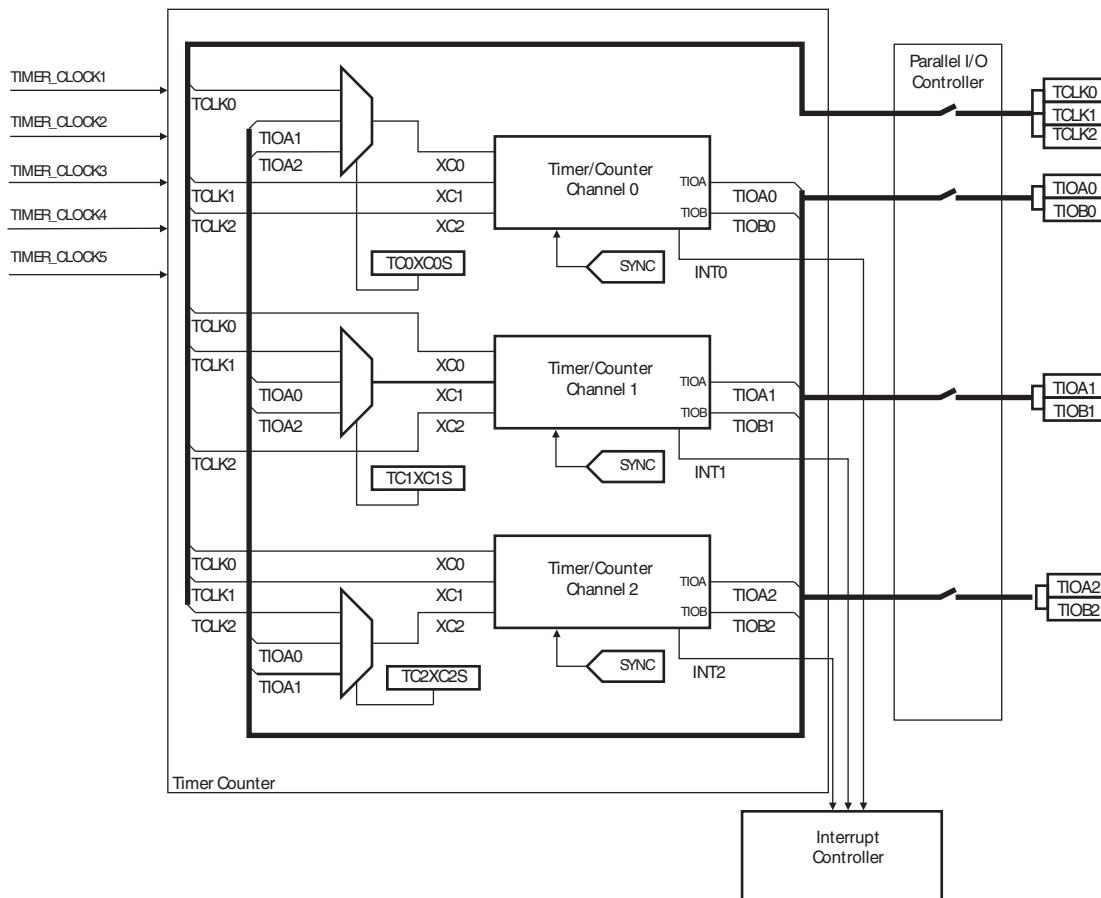 TIMER_CLOCK1
TIMER_CLOCK2
TIMER_CLOCK3
TIMER_CLOCK4
TIMER_CLOCK5
TCLK0
TIOA1
TIOA2
TCLK1
TCLK2
XC0
XC1
XC2
TC0XC0S
Timer/Counter
Channel 0
TIOA
TIOB
TIOA0
TIOB0
SYNC
INT0
TCLK0
TCLK1
TIOA0
TIOA2
TCLK2
XC0
XC1
XC2
TC1XC1S
Timer/Counter
Channel 1
TIOA
TIOB
TIOA1
TIOB1
SYNC
INT1
TCLK0
TCLK1
TCLK2
TIOA0
TIOA1
XC0
XC1
XC2
TC2XC2S
Timer/Counter
Channel 2
TIOA
TIOB
TIOA2
TIOB2
SYNC
INT2
Timer Counter
Parallel I/O
Controller
TCLK0
TCLK1
TCLK2
TIOA0
TIOB0
TIOA1
TIOB1
TIOA2
TIOB2
Interrupt
Controller